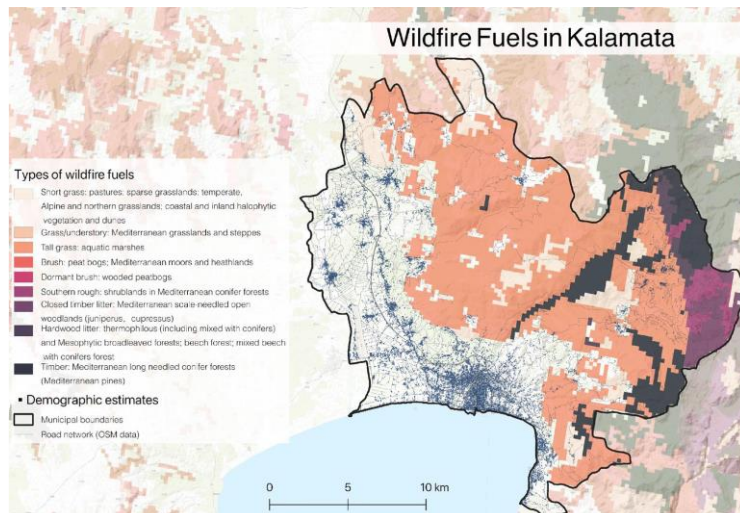 Wildfire Fuels in Kalamata
Types of wildfire fuels
Short grass: pastures: sparse grasslands; temperate,
Alpine and northern grasslands; coastal and inland halophytic
vegetation and dunes
Grass/understory: Mediterranean grasslands and steppes
Tall grass: aquatic marshes
Brush: peat bogs; Mediterranean moors and heathlands
Dormant brush: wooded peatbogs
Southern rough: shrublands in Mediterranean conifer forests
Closed timber litter: Mediterranean scale-needled open
woodlands (juniperus, cupressus)
Hardwood litter: thermophilous (including mixed with conifers)
and Mesophytic broadleaved forests; beech forest; mixed beech
with conifers forest
Timber: Mediterranean long needled conifer forests
(Mediterranean pines)
Demographic estimates
Municipal boundaries
Road network (OSM data)
0 5 10 km